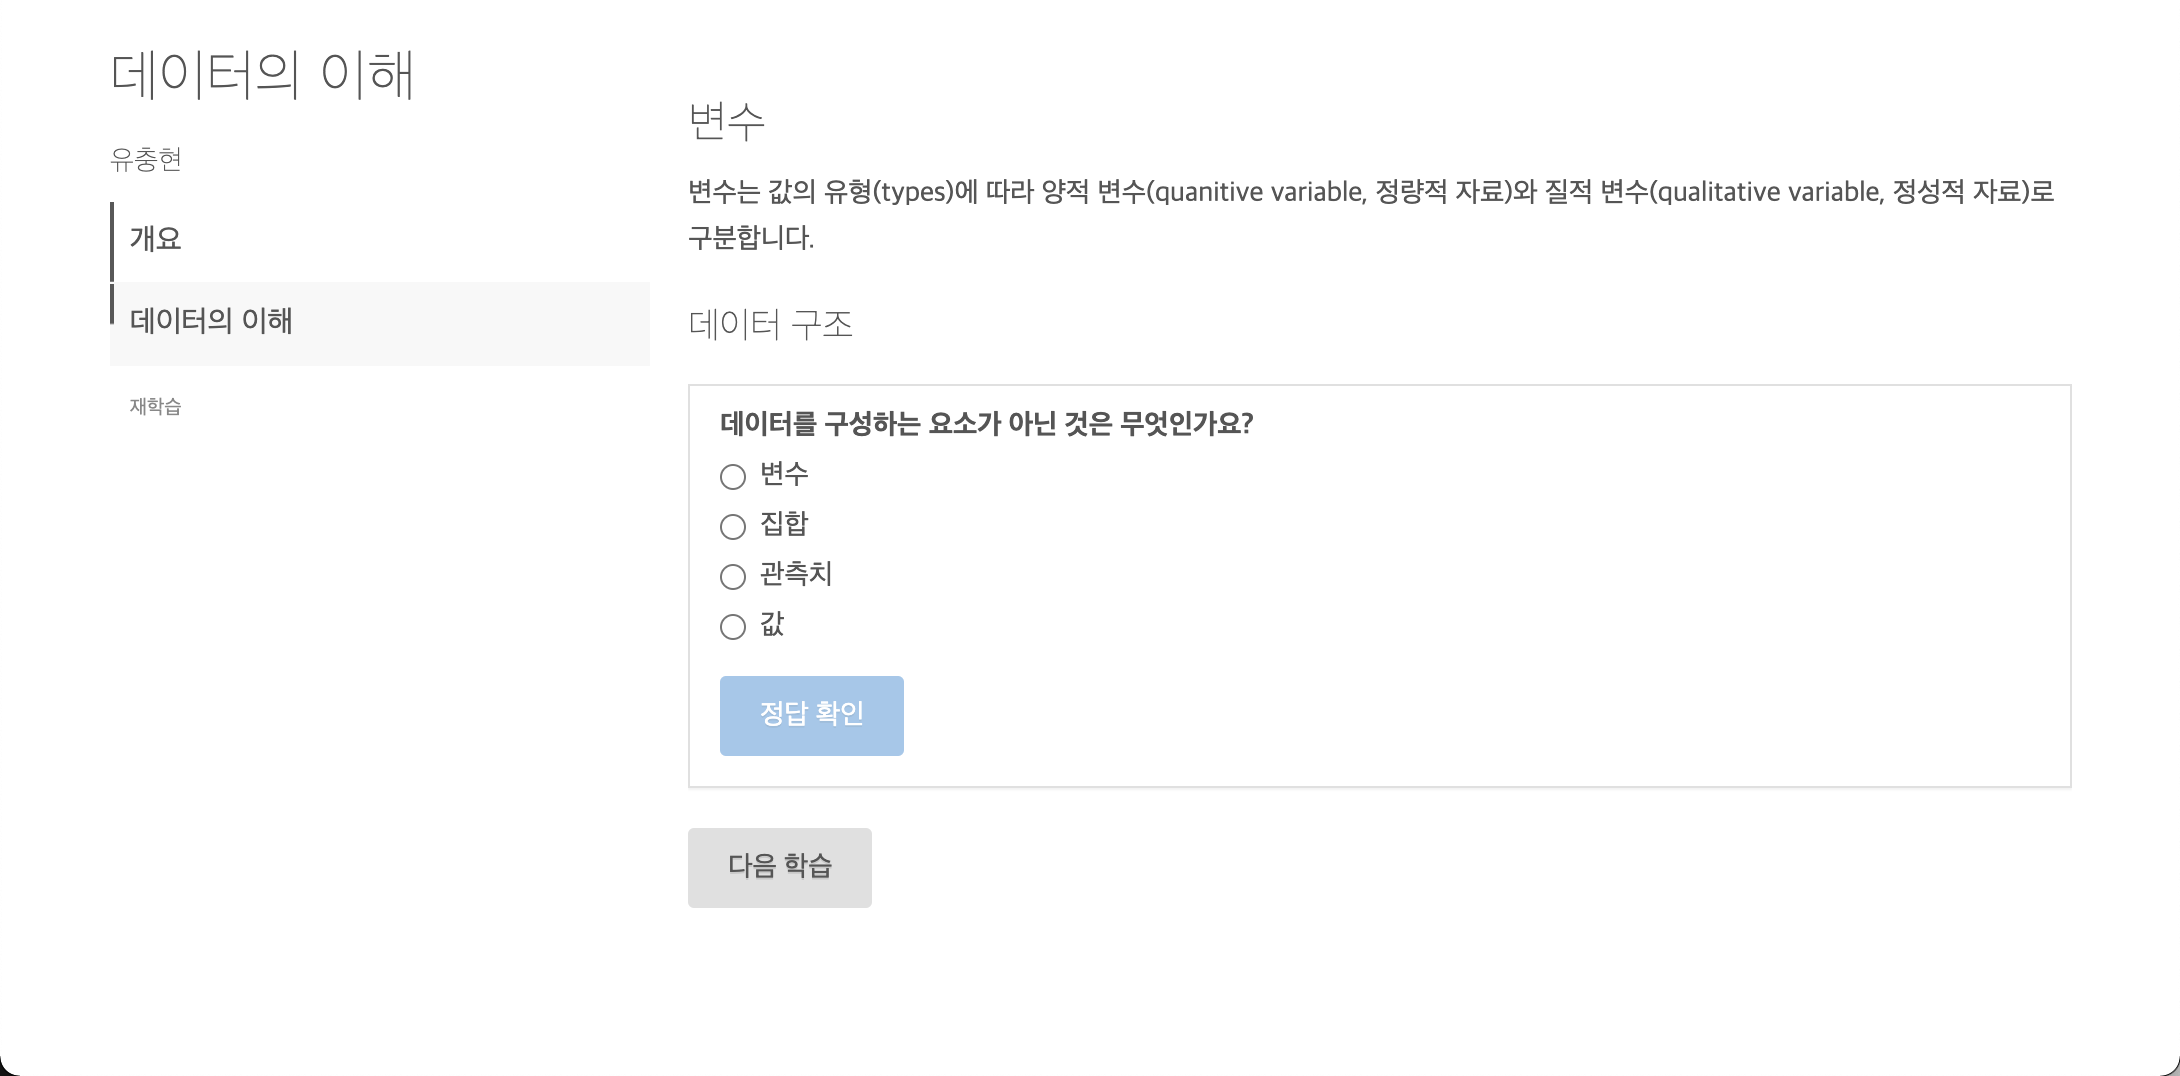 데이터의 이해
유충현
개요
데이터의 이해
재학습
변수
변수는 값의 유형(types)에 따라 양적 변수(quanitive variable, 정량적 자료)와 질적 변수(qualitative variable, 정성적 자료)로
구분합니다.
데이터 구조
데이터를 구성하는 요소가 아닌 것은 무엇인가요?
변수
집합
관측치
값
정답 확인
다음 학습